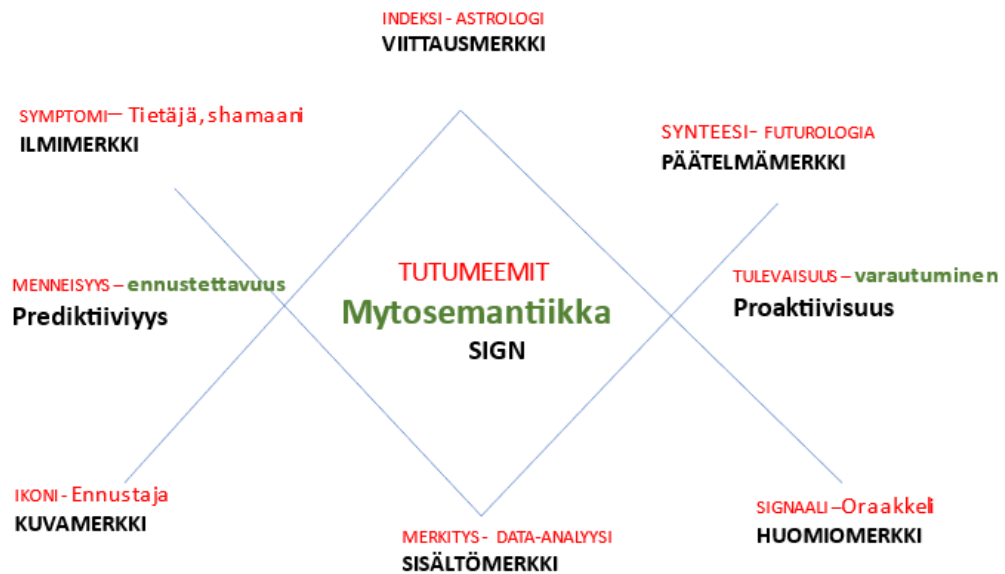 INDEKSI - ASTROLOGI
VIITTAUSMERKKI
SYMPTOMI– Tietäjä, shamaani
ILMIMERKKI
SYNTEESI- FUTUROLOGIA
PÄÄTELMÄMERKKI
MENNEISYYS – ennustettavuus
Prediktiiviyys
TUTUMEEMIT
Mytosemantiikka
SIGN
TULEVAISUUS – varautuminen
Proaktiivisuus
IKONI - Ennustaja
KUVAMERKKI
MERKITYS - DATA-ANALYYSI
SISÄLTÖMERKKI
SIGNAALI –Oraakkeli
HUOMIOMERKKI